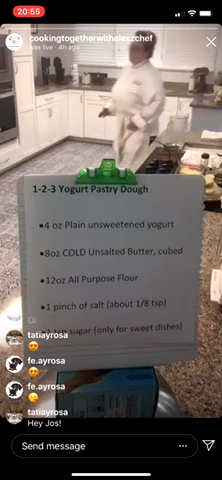 20:55
cookingtogetherwithalexzchef
was live · 4h ago
1-2-3 Yogurt Pastry Dough
•4 oz Plain unsweetened yogurt
•8oz COLD Unsalted Butter, cubed
•12oz All Purpose Flour
•1 pinch of salt (about 1/8 tsp)
sugar (only for sweet dishes)
tatiayrosa
😍
fe.ayrosa
😍
fe.ayrosa
😘
tatiayrosa
Hey Jos!
Send message